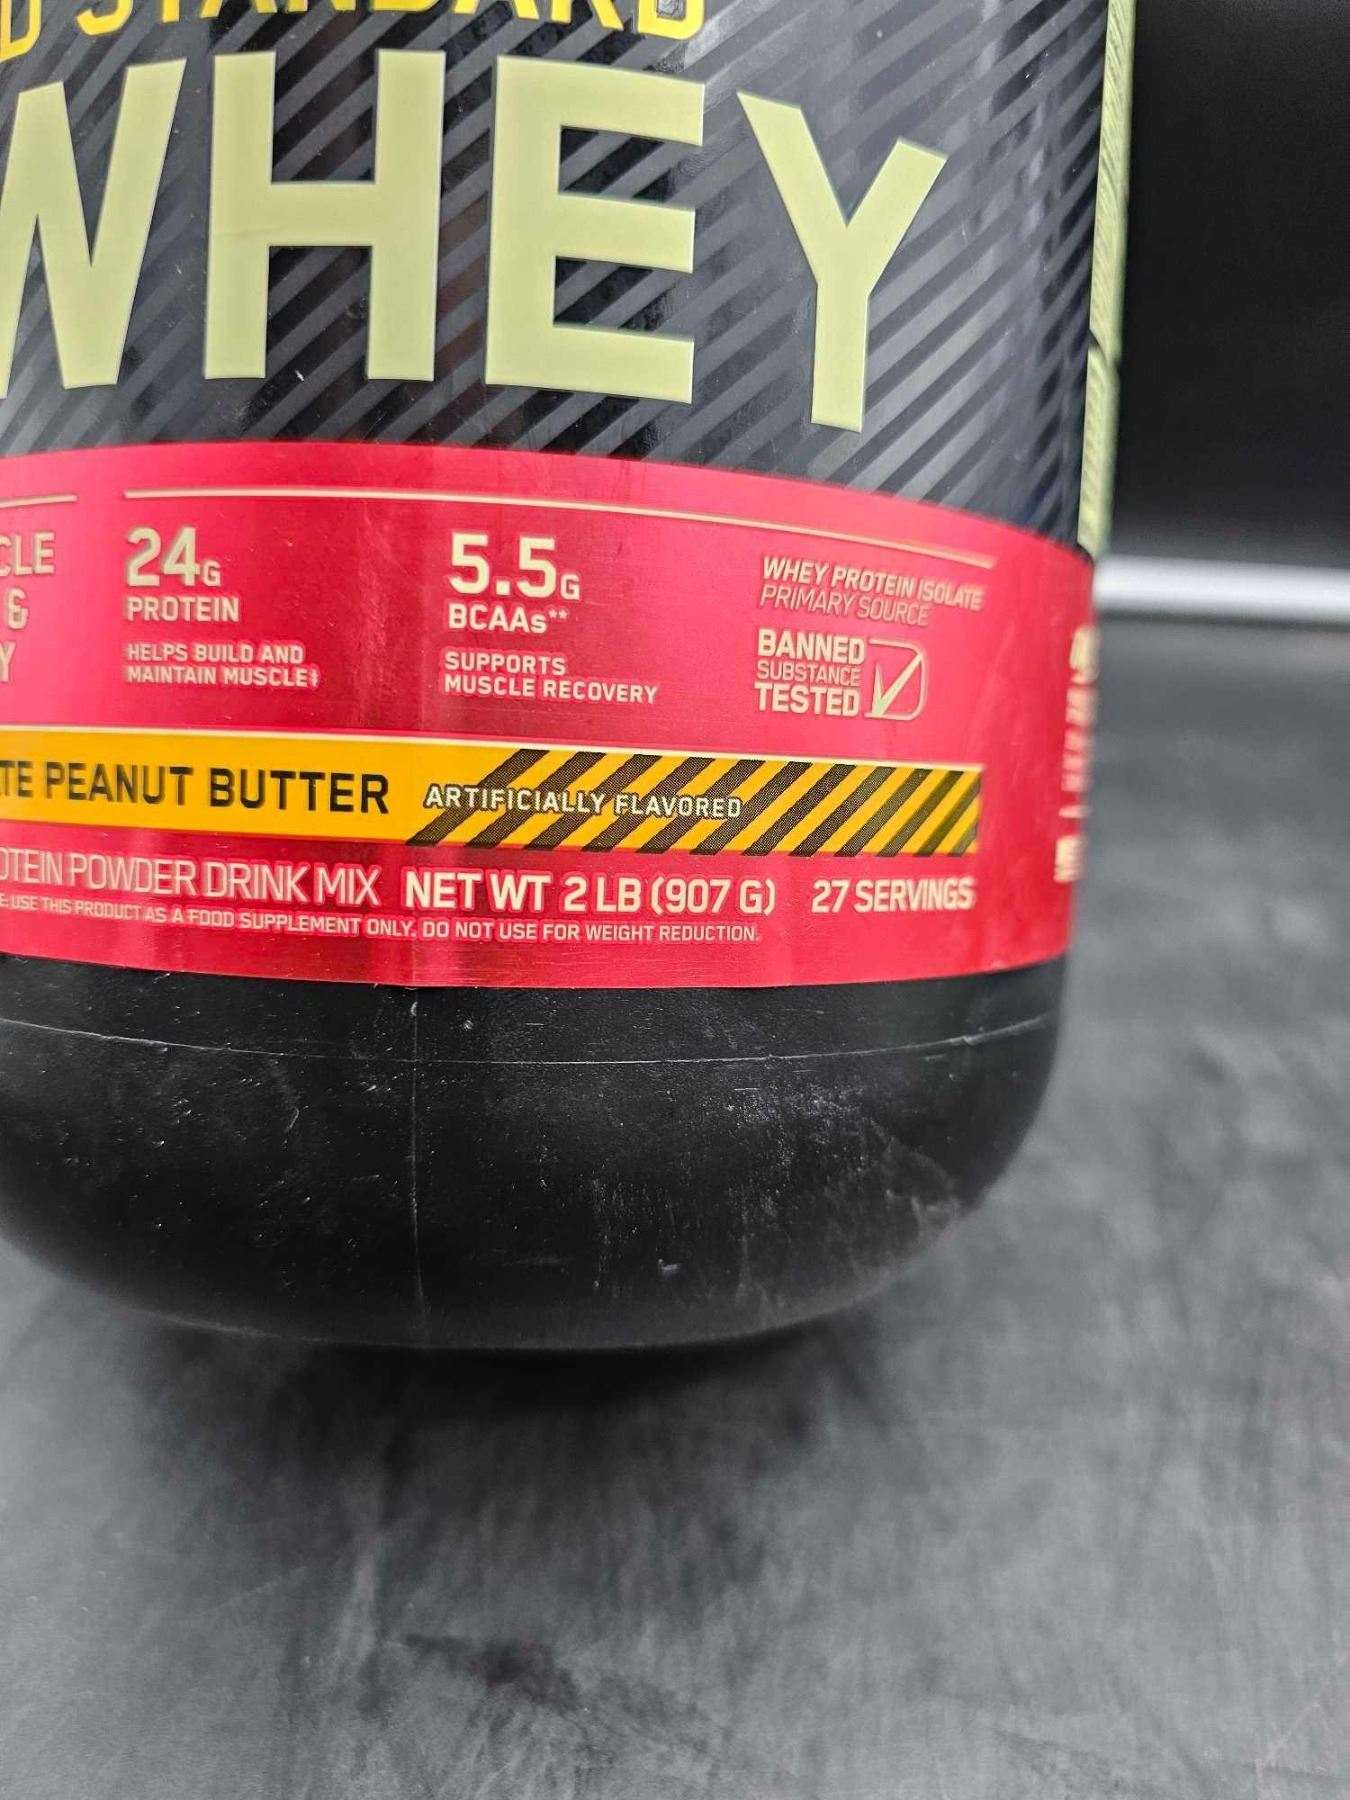 STANDARD
WHEY
24G
PROTEIN
HELPS BUILD AND
MAINTAIN MUSCLE‡
5.5G
BCAAs**
SUPPORTS
MUSCLE RECOVERY
WHEY PROTEIN ISOLATE
PRIMARY SOURCE
BANNED
SUBSTANCE
TESTED
&
PEANUT BUTTER ARTIFICIALLY FLAVORED
POWDER DRINK MIX NET WT 2 LB (907 G) 27 SERVINGS
USE THIS PRODUCT AS A FOOD SUPPLEMENT ONLY. DO NOT USE FOR WEIGHT REDUCTION.